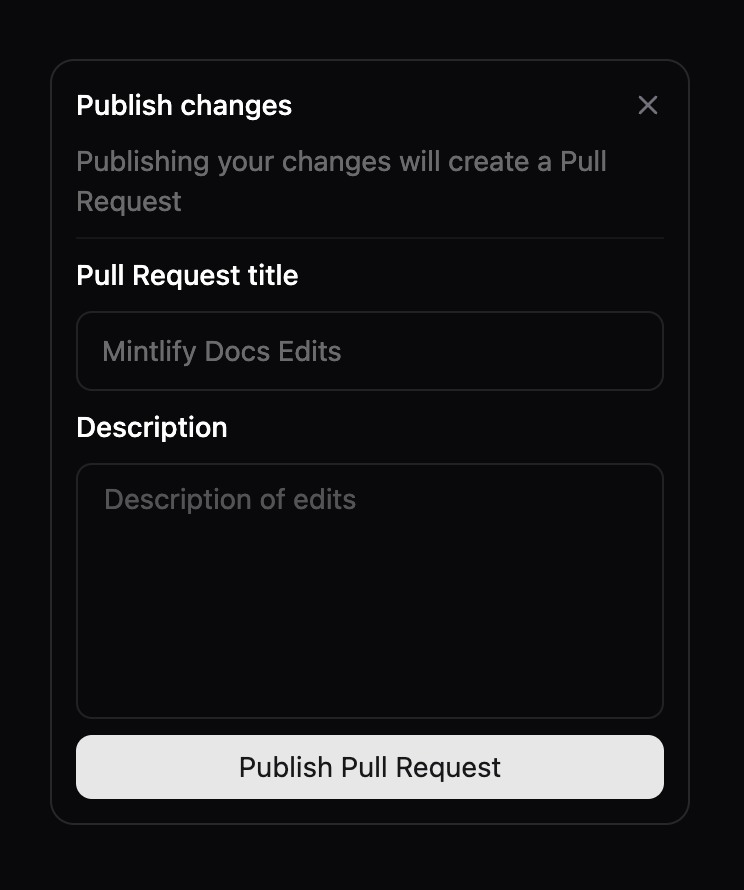 Publish changes
Publishing your changes will create a Pull
Request
Pull Request title
Mintlify Docs Edits
Description
Description of edits
Publish Pull Request